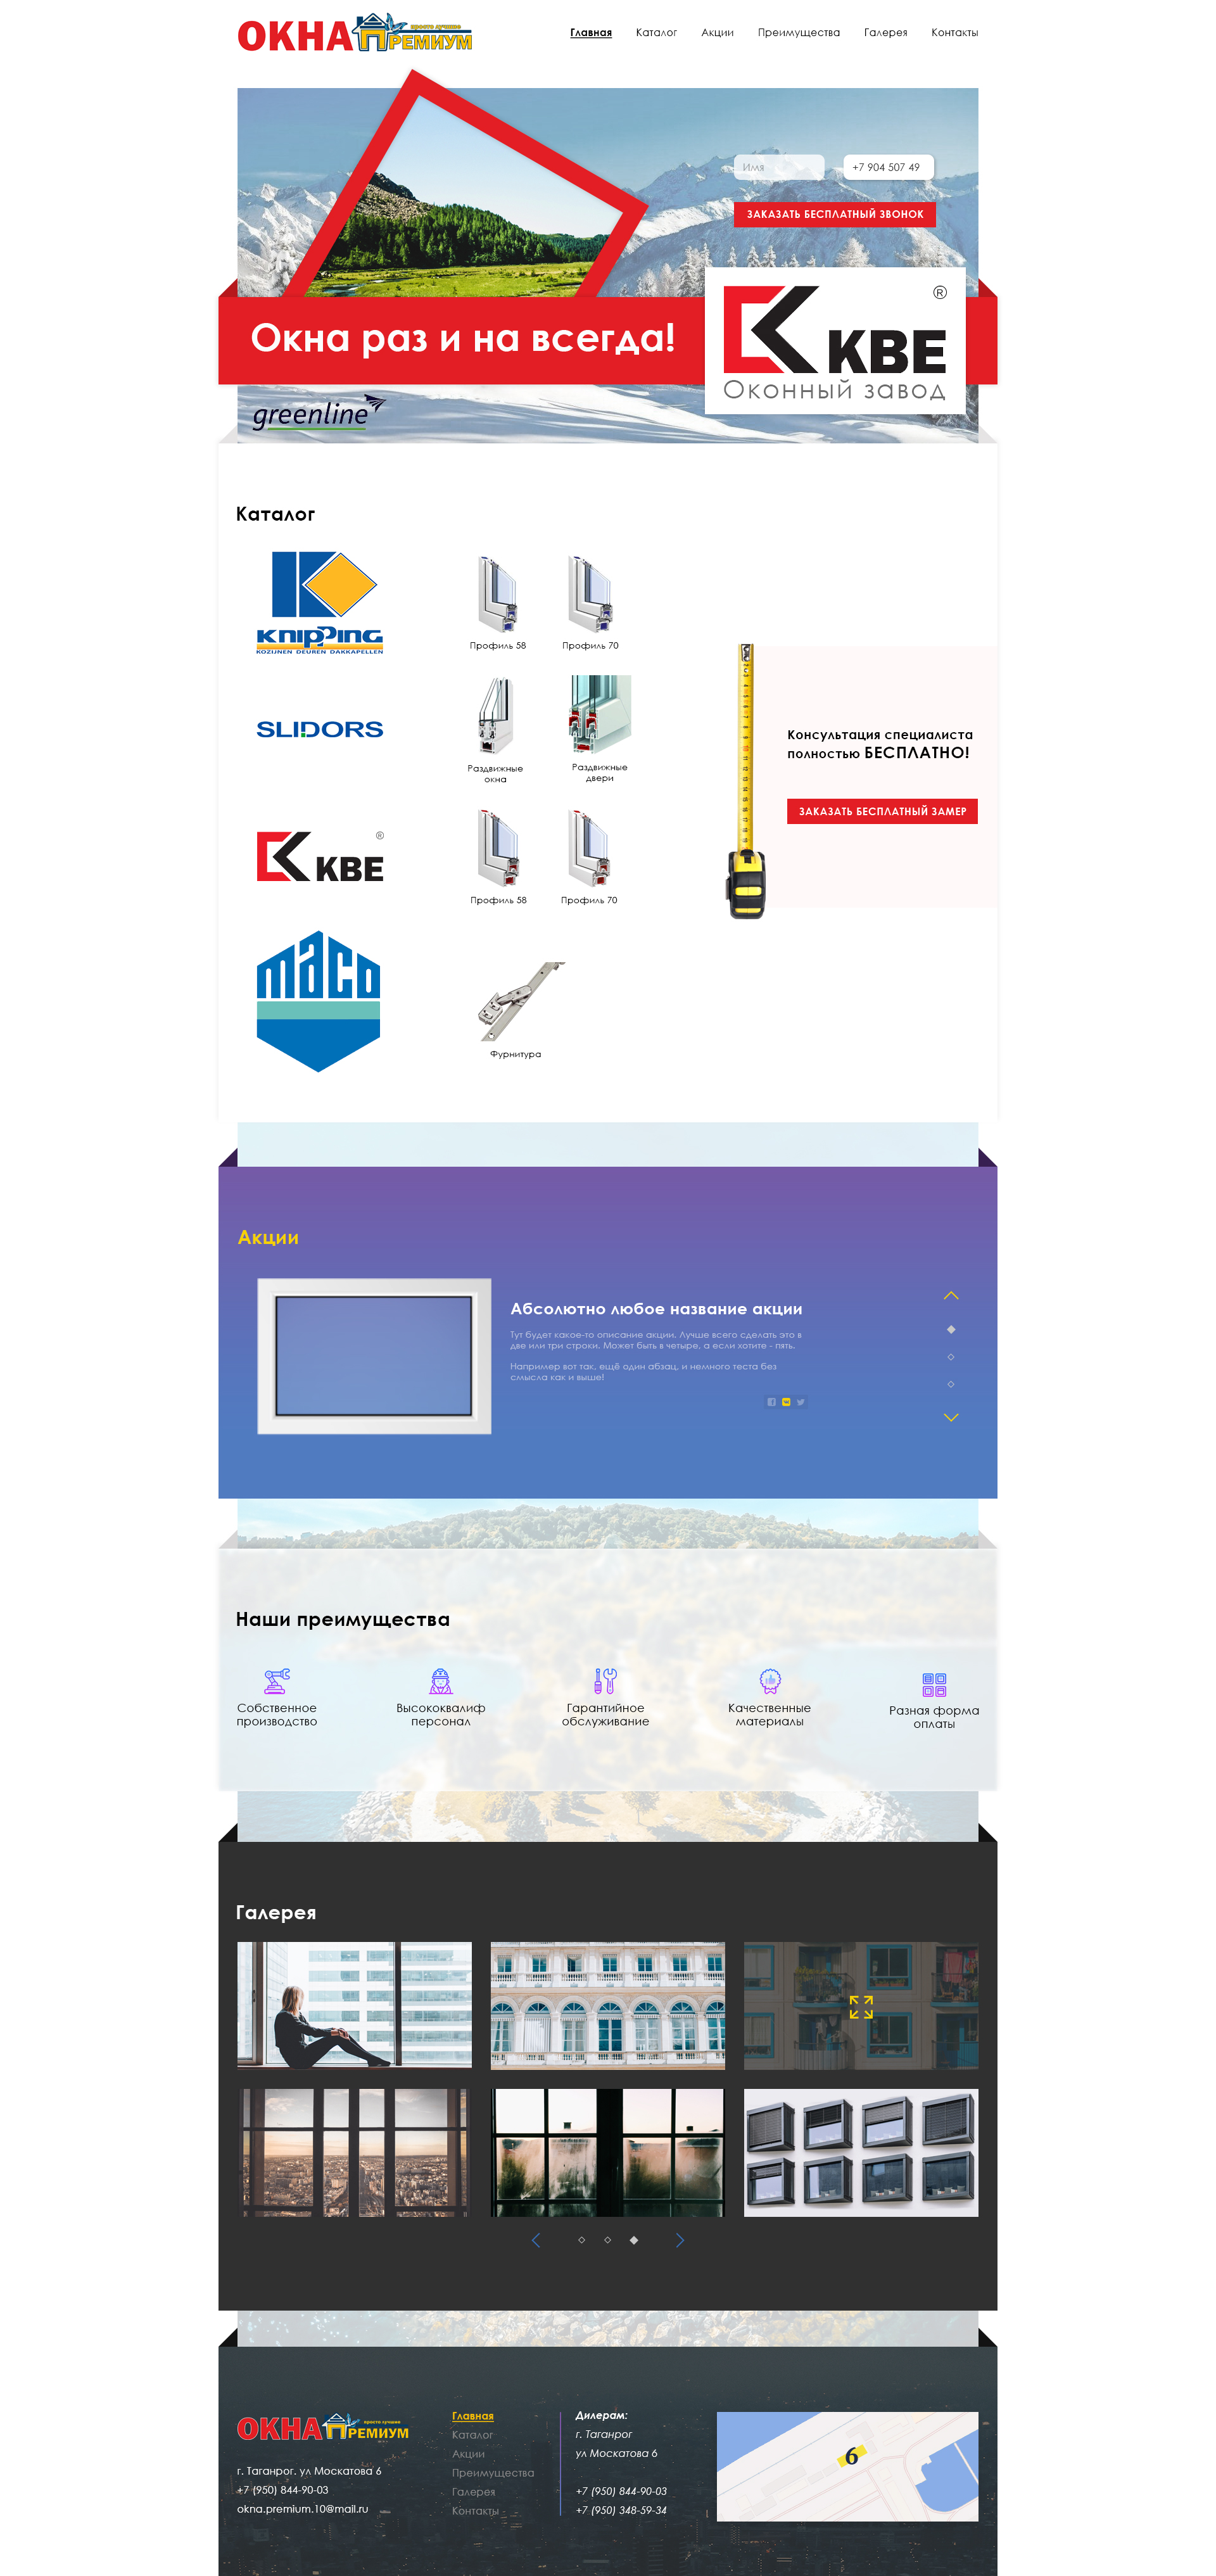 ОКНА ПРЕМИУМ
просто лучшие
Главная Каталог Акции Преимущества Галерея Контакты
Имя
+7 904 507 49
ЗАКАЗАТЬ БЕСПЛАТНЫЙ ЗВОНОК
Окна раз и на всегда!
®
KBE
Оконный завод
greenline
Каталог
KNIPPING
KOZIJNEN DEUREN DAKKAPELLEN
Профиль 58
Профиль 70
SLIDORS
Раздвижные
окна
Раздвижные
двери
Консультация специалиста
полностью БЕСПЛАТНО!
ЗАКАЗАТЬ БЕСПЛАТНЫЙ ЗАМЕР
®
KBE
Профиль 58
Профиль 70
maco
Фурнитура
Акции
Абсолютно любое название акции
Тут будет какое-то описание акции. Лучше всего сделать это в
две или три строки. Может быть в четыре, а если хотите - пять.
Например вот так. ещё один абзац, и немного теста без
смысла как и выше!
Наши преимущества
Собственное
производство
Высококвалиф
персонал
Гарантийное
обслуживание
Качественные
материалы
Разная форма
оплаты
Галерея
ОКНА ПРЕМИУМ
просто лучшие
г. Таганрог. ул Москатова 6
+7 (950) 844-90-03
okna.premium.10@mail.ru
Главная
Каталог
Акции
Преимущества
Галерея
Контакты
Дилерам:
г. Таганрог
ул Москатова 6
+7 (950) 844-90-03
+7 (950) 348-59-34
6